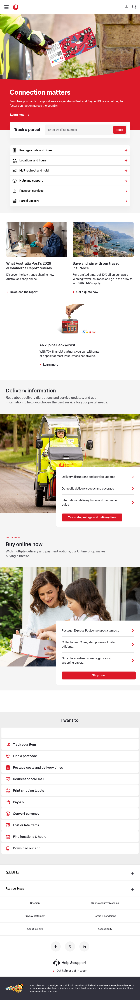 Connection matters
From free postcards to support services, Australia Post and Beyond Blue are helping to
foster connection across the country.
Learn how
Track a parcel
Enter tracking number
Track
Postage costs and times
Locations and hours
Mail redirect and hold
Help and support
Passport services
Parcel Lockers
What Australia Post's 2026
eCommerce Report reveals
Discover the key trends shaping how
Australians shop online.
Download the report
Save and win with our travel
insurance
For a limited time, get 10% off on our award-
winning travel insurance and go in the draw to
win $20k. T&Cs apply.
Get a quote now
ANZ joins Bank@Post
With 70+ financial partners, you can withdraw
or deposit at most Post Offices nationwide.
Learn more
Delivery information
Read about delivery disruptions and service updates, and get
information to help you choose the best service for your postal needs.
Australia
Post
Delivery disruptions and service updates
Domestic delivery speeds and coverage
International delivery times and destination
guide
Calculate postage and delivery time
ONLINE SHOP
Buy online now
With multiple delivery and payment options, our Online Shop makes
buying a breeze.
Postage: Express Post, envelopes, stamps...
Collectables: Coins, stamp issues, limited
editions...
Gifts: Personalised stamps, gift cards,
wrapping paper...
Shop now
I want to
Track your item
Find a postcode
Postage costs and delivery times
Redirect or hold mail
Print shipping labels
Pay a bill
Convert currency
Lost or late items
Find locations & hours
Download our app
Quick links
Read our blogs
Sitemap
Online security & scams
Privacy statement
Terms & conditions
About our site
Accessibility
Help & support
Get help or get in touch
Australia Post acknowledges the Traditional Custodians of the land on which we operate, live and gather as
a team. We recognise their continuing connection to land, water and community. We pay respect to Elders
past, present and emerging.